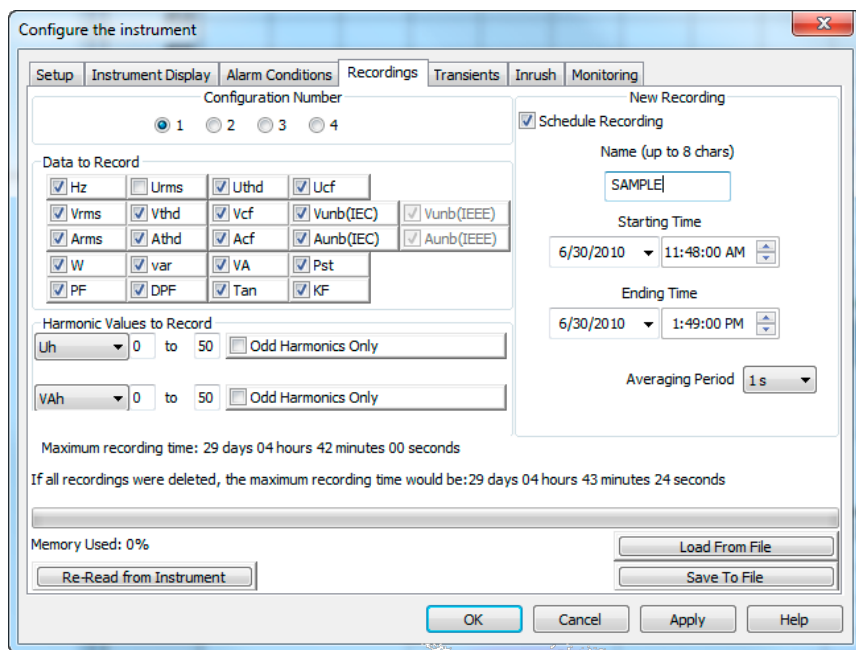 Configure the instrument
Setup Instrument Display Alarm Conditions Recordings Transients Inrush Monitoring
Configuration Number
1 2 3 4
Data to Record
Hz Urms Uthd Ucf
Vrms Vthd Vcf Vunb(IEC) Vunb(IEEE)
Arms Athd Acf Aunb(IEC) Aunb(IEEE)
W var VA Pst
PF DPF Tan KF
Harmonic Values to Record
Uh 0 to 50 Odd Harmonics Only
VAh 0 to 50 Odd Harmonics Only
New Recording
Schedule Recording
Name (up to 8 chars)
SAMPLE
Starting Time
6/30/2010 11:48:00 AM
Ending Time
6/30/2010 1:49:00 PM
Averaging Period 1 s
Maximum recording time: 29 days 04 hours 42 minutes 00 seconds
If all recordings were deleted, the maximum recording time would be:29 days 04 hours 43 minutes 24 seconds
Memory Used: 0%
Load From File
Re-Read from Instrument Save To File
OK Cancel Apply Help